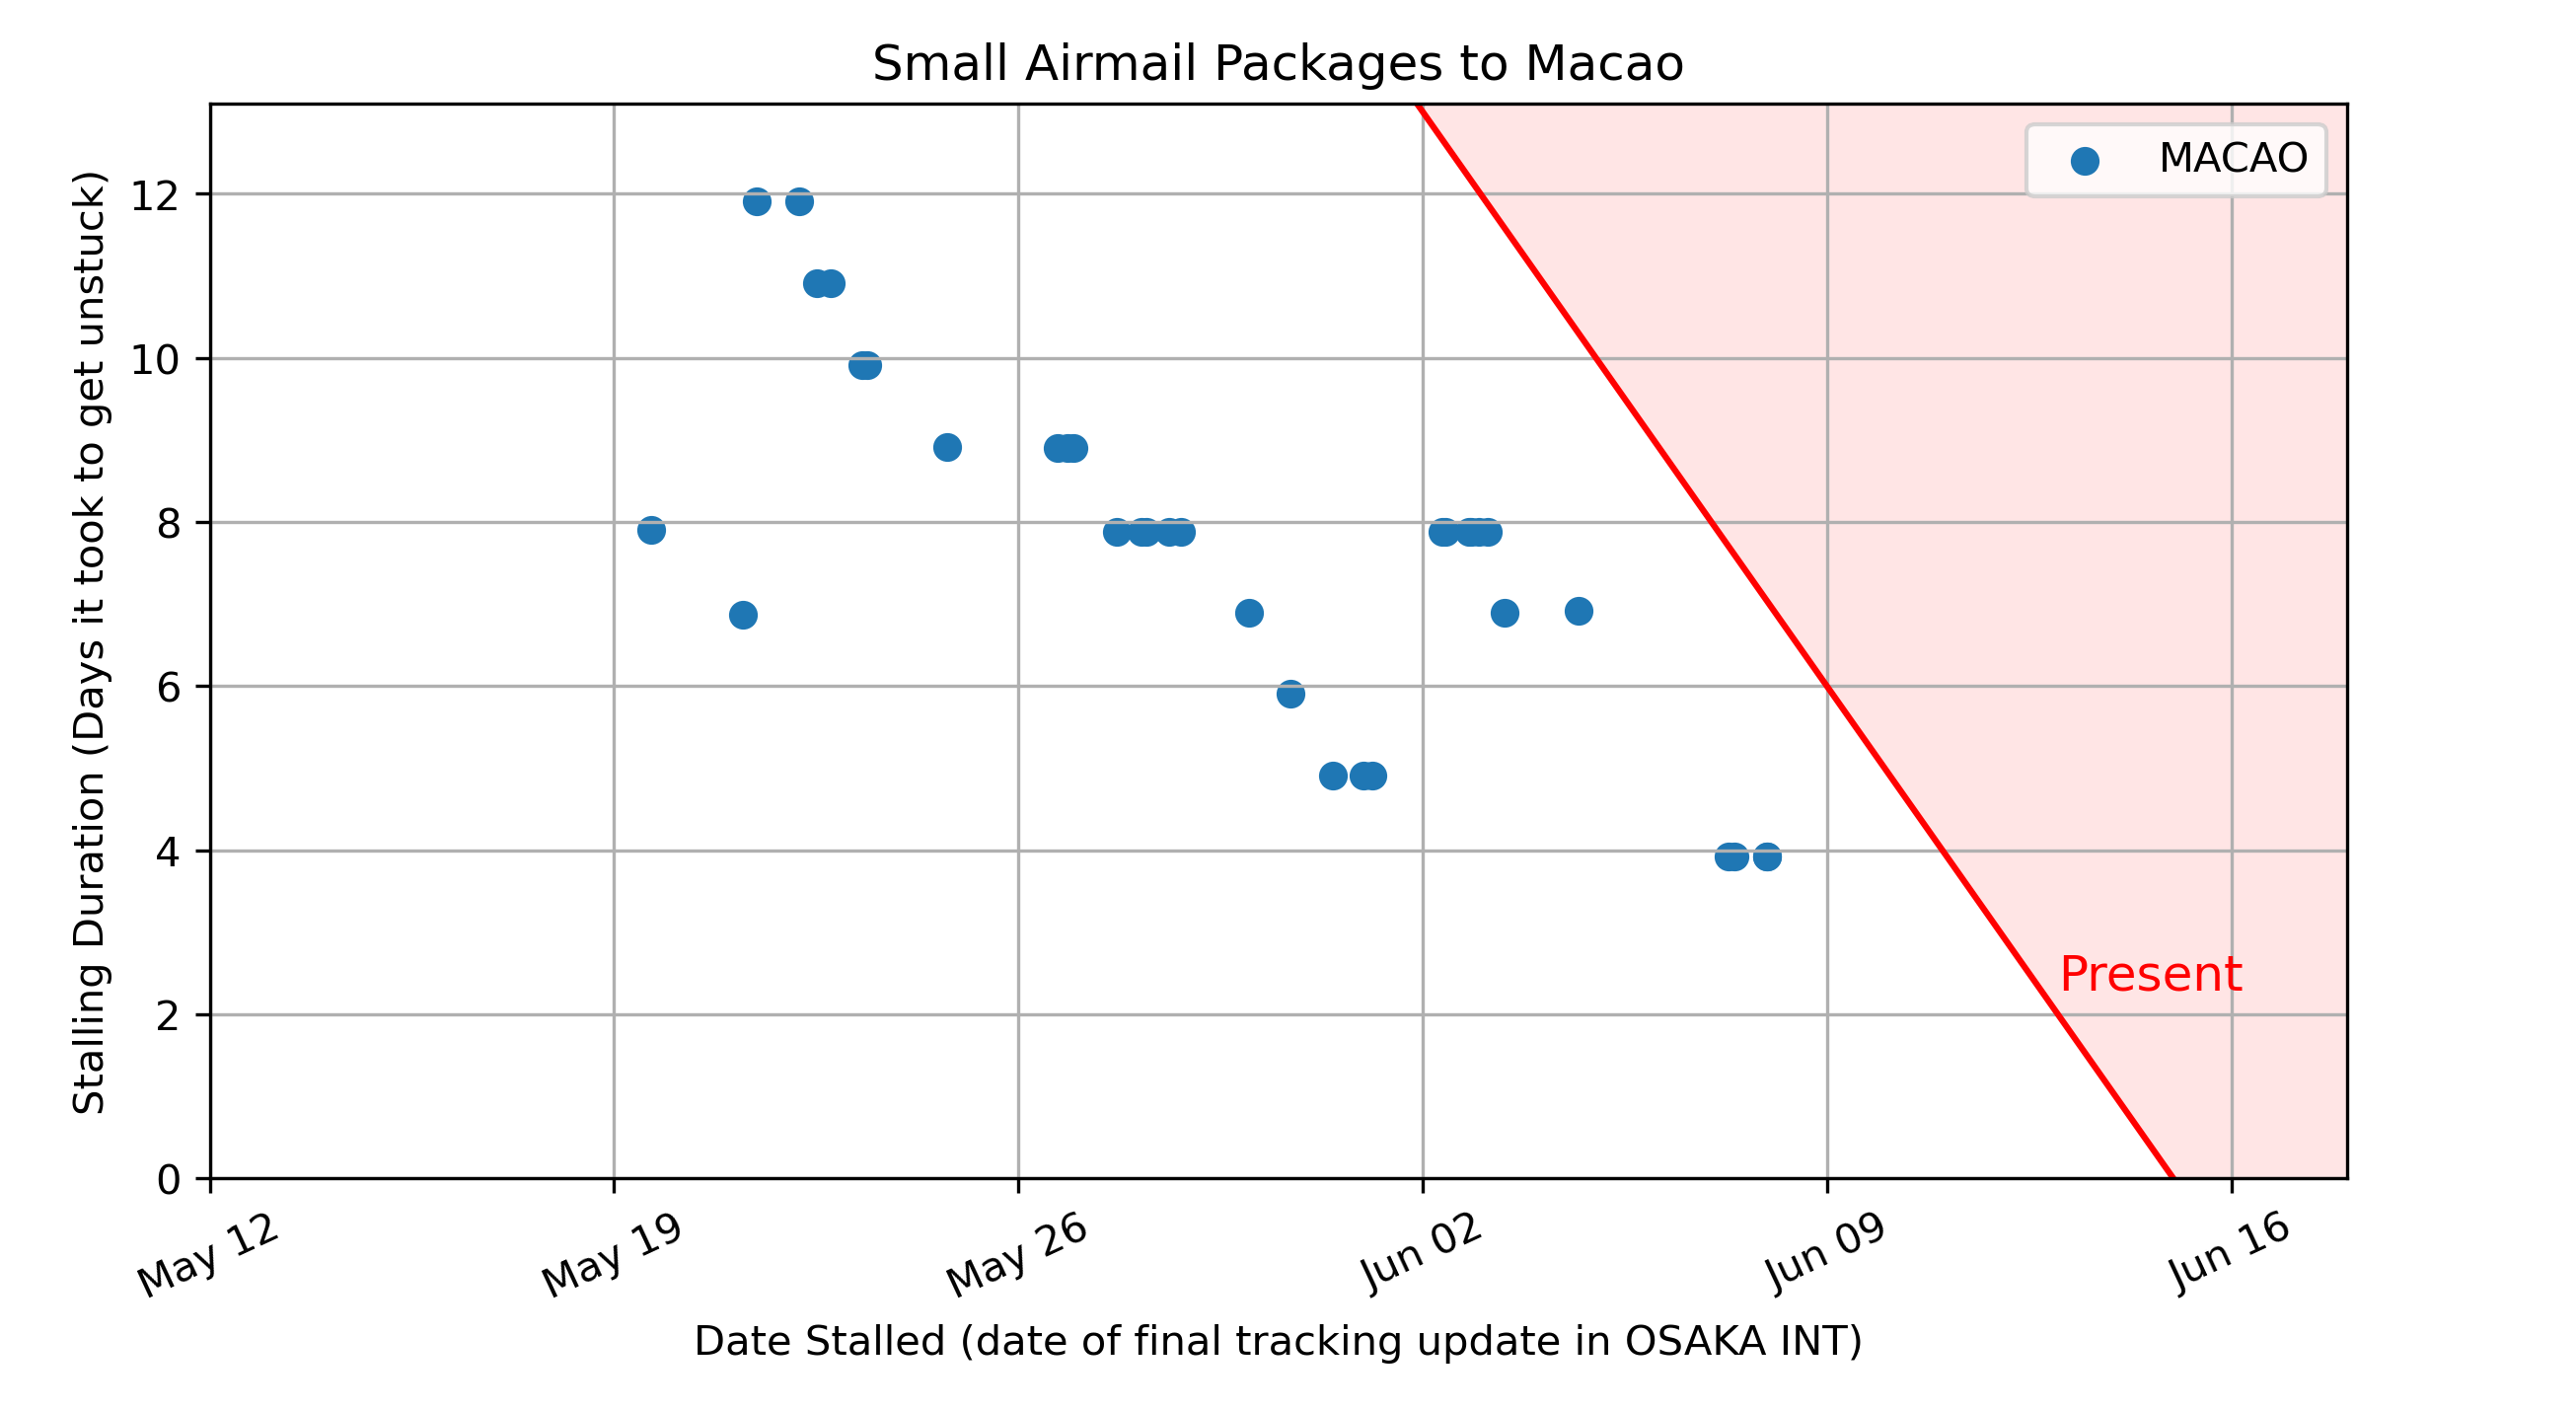 Small Airmail Packages to Macao
MACAO
Stalling Duration (Days it took to get unstuck)
12
10
8
6
4
2
0
Present
May 12
May 19
May 26
Jun 02
Jun 09
Jun 16
Date Stalled (date of final tracking update in OSAKA INT)